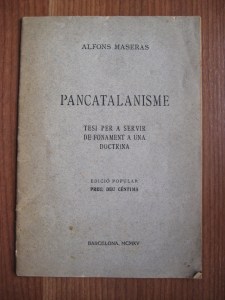 ALFONS MASERAS
PANCATALANISME
TESI PER A SERVIR
DE FONAMENT A UNA
DOCTRINA
EDICIÓ POPULAR
PREU: DEU CÈNTIMS
BARCELONA, MCMXV